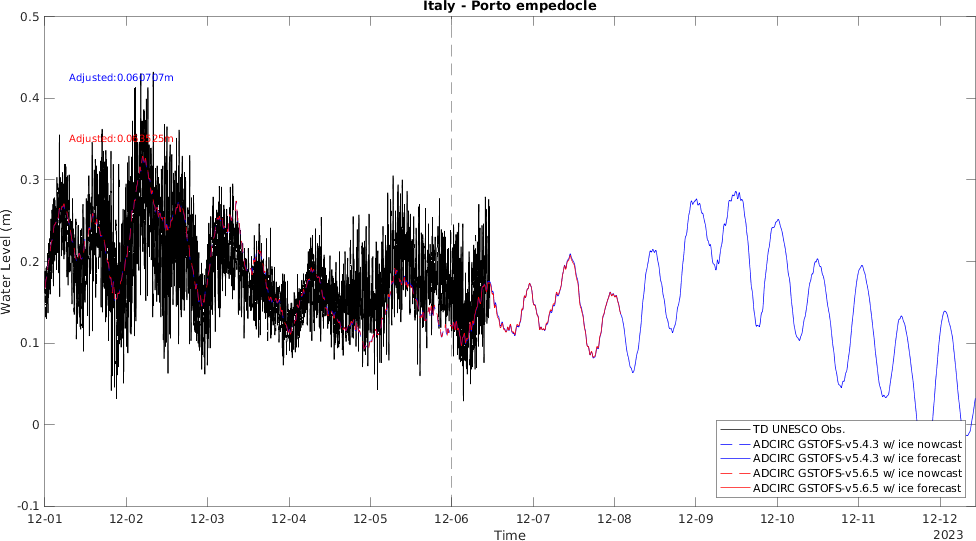 Italy - Porto empedocle
0.5
0.4
0.3
0.2
0.1
0
-0.1
Water Level (m)
Adjusted:0.060707m
TD UNESCO Obs.
ADCIRC GSTOFS-v5.4.3 w/ ice nowcast
ADCIRC GSTOFS-v5.4.3 w/ ice forecast
ADCIRC GSTOFS-v5.6.5 w/ ice nowcast
ADCIRC GSTOFS-v5.6.5 w/ ice forecast
12-01 12-02 12-03 12-04 12-05 12-06 12-07 12-08 12-09 12-10 12-11 12-12
Time
2023